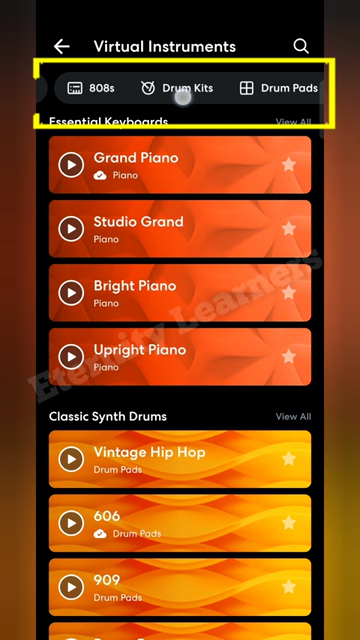 Virtual Instruments
808s Drum Kits Drum Pads
Essential Keyboards View All
Grand Piano
Piano
Studio Grand
Piano
Bright Piano
Piano
Upright Piano
Piano
Eternify Learners
Classic Synth Drums View All
Vintage Hip Hop
Drum Pads
606
Drum Pads
909
Drum Pads